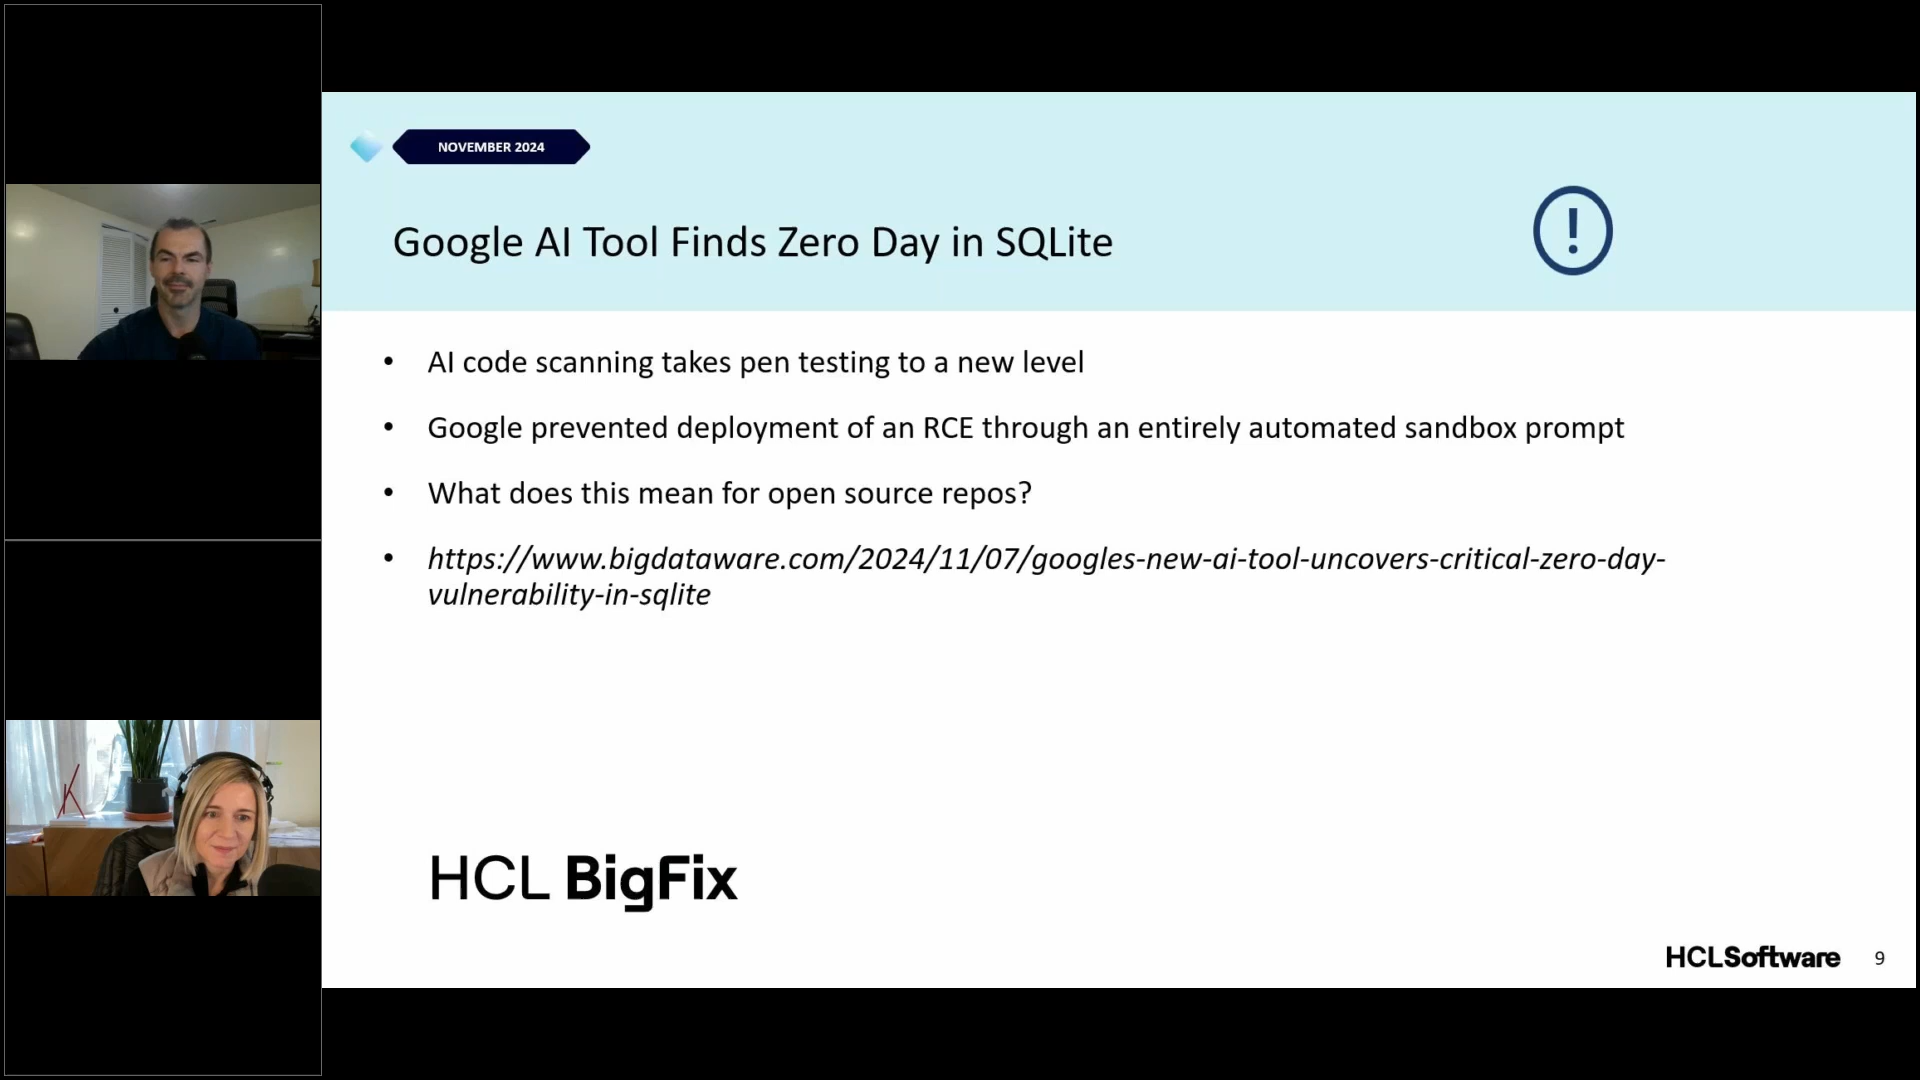 NOVEMBER 2024
Google AI Tool Finds Zero Day in SQLite
• AI code scanning takes pen testing to a new level
• Google prevented deployment of an RCE through an entirely automated sandbox prompt
• What does this mean for open source repos?
• https://www.bigdataware.com/2024/11/07/googles-new-ai-tool-uncovers-critical-zero-day-
vulnerability-in-sqlite
HCL BigFix
HCLSoftware 9